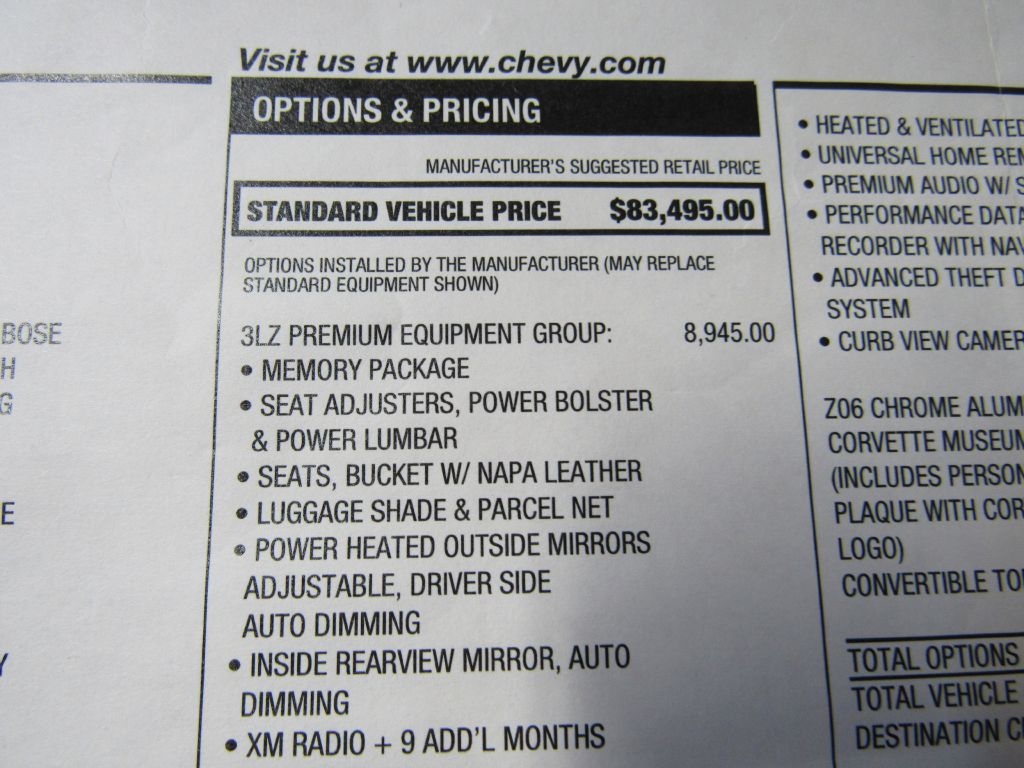 Visit us at www.chevy.com
OPTIONS & PRICING
MANUFACTURER'S SUGGESTED RETAIL PRICE
STANDARD VEHICLE PRICE $83,495.00
OPTIONS INSTALLED BY THE MANUFACTURER (MAY REPLACE
STANDARD EQUIPMENT SHOWN)
3LZ PREMIUM EQUIPMENT GROUP: 8,945.00
• MEMORY PACKAGE
• SEAT ADJUSTERS, POWER BOLSTER
& POWER LUMBAR
• SEATS, BUCKET W/ NAPA LEATHER
• LUGGAGE SHADE & PARCEL NET
• POWER HEATED OUTSIDE MIRRORS
ADJUSTABLE, DRIVER SIDE
AUTO DIMMING
• INSIDE REARVIEW MIRROR, AUTO
DIMMING
• XM RADIO + 9 ADD'L MONTHS
BOSE
H
G
E
Y
• HEATED & VENTILATED
• UNIVERSAL HOME
• PREMIUM AUDIO W/
• PERFORMANCE DATA
RECORDER WITH
• ADVANCED THEFT
SYSTEM
• CURB VIEW
Z06 CHROME
CORVETTE MUSEUM
(INCLUDES
PLAQUE WITH
LOGO)
CONVERTIBLE
TOTAL OPTIONS
TOTAL VEHICLE
DESTINATION